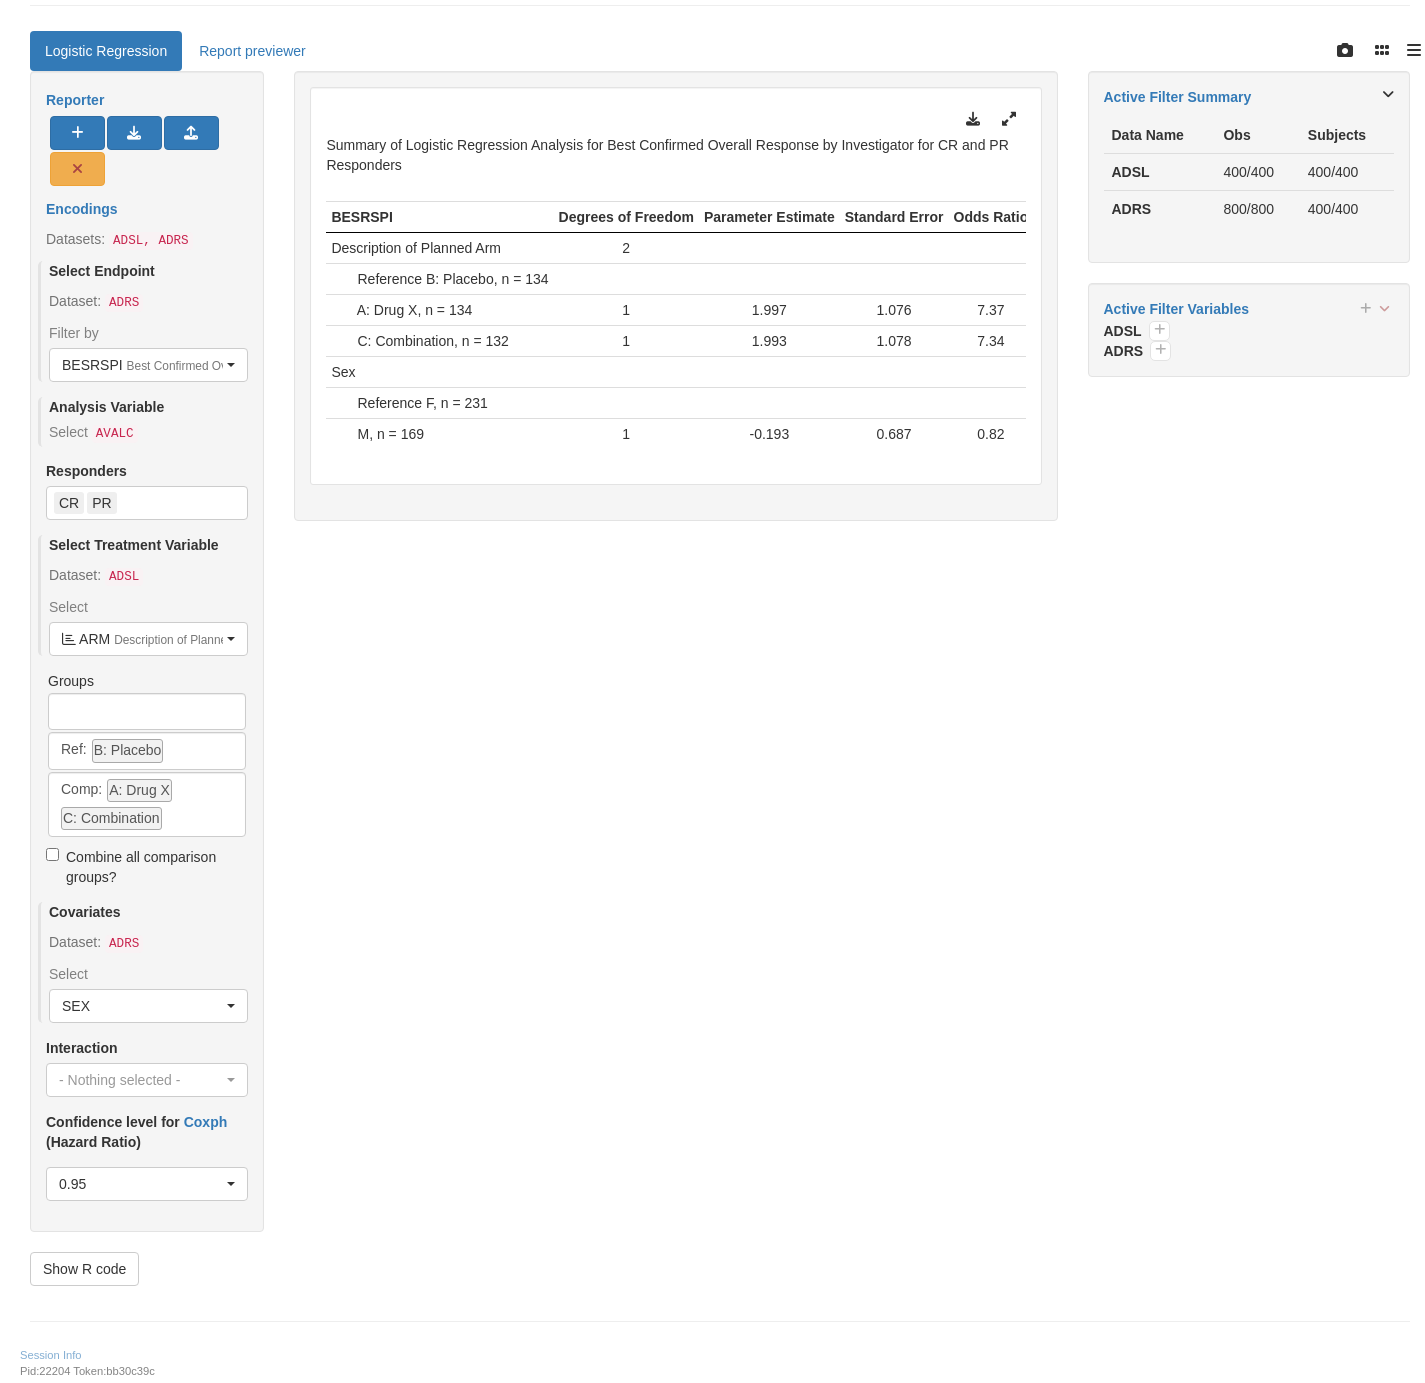 Logistic Regression
Report previewer
Reporter
Encodings
Datasets: ADSL, ADRS
Select Endpoint
Dataset: ADRS
Filter by
BESRSPI Best Confirmed Ov
Analysis Variable
Select AVALC
Responders
CR PR
Select Treatment Variable
Dataset: ADSL
Select
ARM Description of Planne
Groups
Ref: B: Placebo
Comp: A: Drug X
C: Combination
Combine all comparison
groups?
Covariates
Dataset: ADRS
Select
SEX
Interaction
- Nothing selected -
Confidence level for Coxph
(Hazard Ratio)
0.95
Show R code
Summary of Logistic Regression Analysis for Best Confirmed Overall Response by Investigator for CR and PR
Responders
BESRSPI Degrees of Freedom Parameter Estimate Standard Error Odds Ratio
Description of Planned Arm 2
Reference B: Placebo, n = 134
A: Drug X, n = 134 1 1.997 1.076 7.37
C: Combination, n = 132 1 1.993 1.078 7.34
Sex
Reference F, n = 231
M, n = 169 1 -0.193 0.687 0.82
Active Filter Summary
Data Name Obs Subjects
ADSL 400/400 400/400
ADRS 800/800 400/400
Active Filter Variables
ADSL
ADRS
Session Info
Pid:22204 Token:bb30c39c